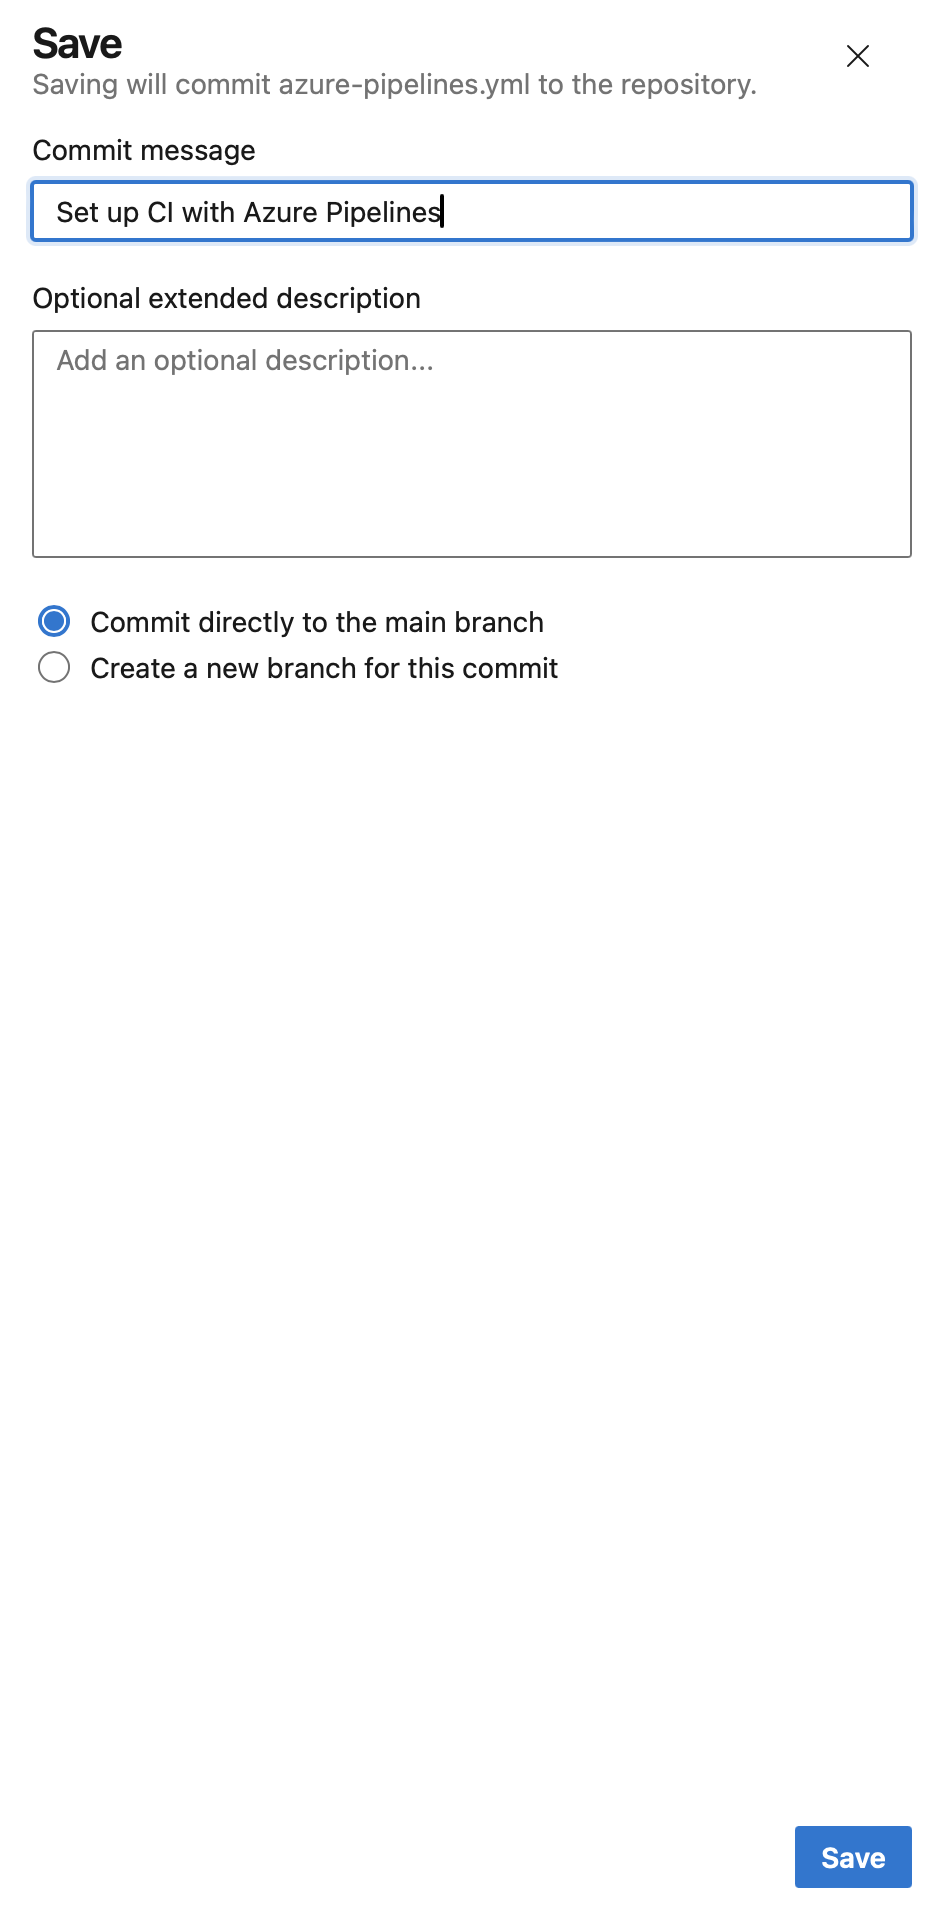 Save
Saving will commit azure-pipelines.yml to the repository.
Commit message
Set up CI with Azure Pipelines
Optional extended description
Add an optional description...
Commit directly to the main branch
Create a new branch for this commit
Save